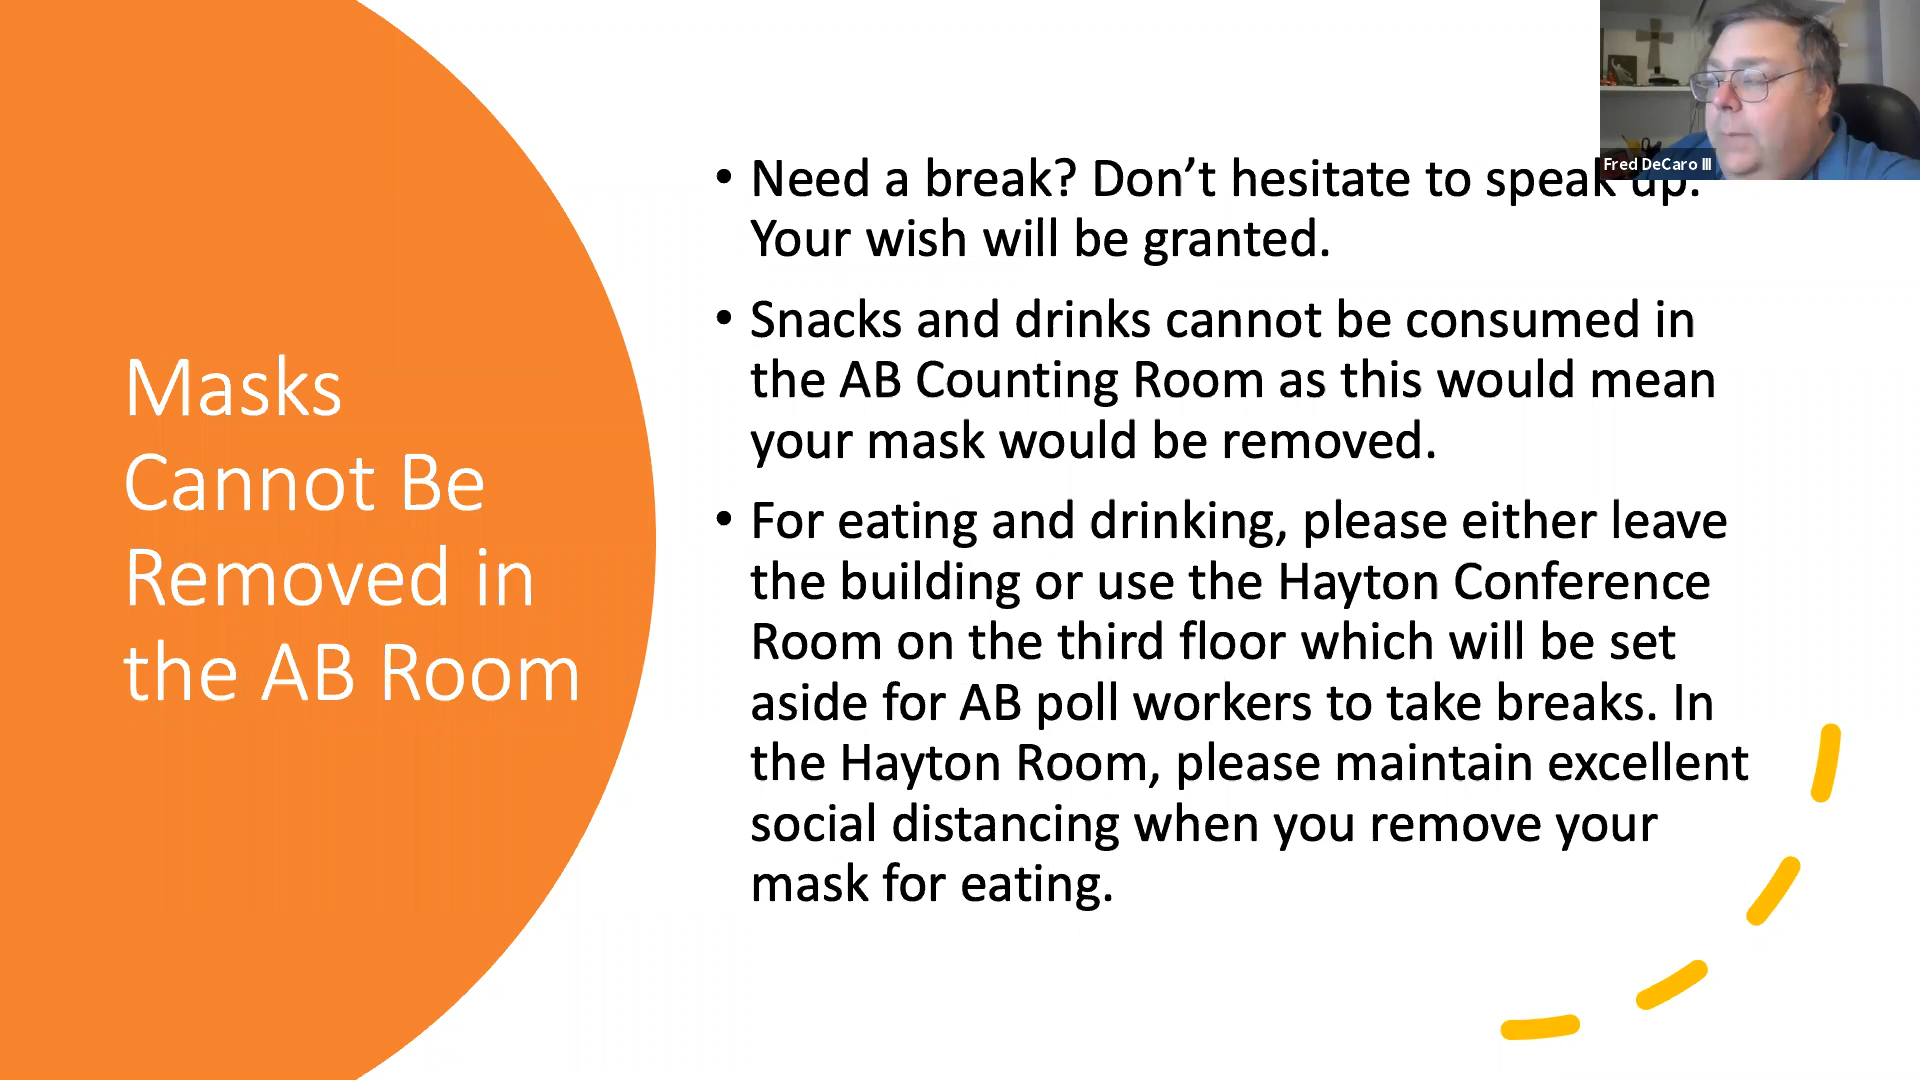 Masks
Cannot Be
Removed in
the AB Room
• Need a break? Don’t hesitate to speak up.
Your wish will be granted.
• Snacks and drinks cannot be consumed in
the AB Counting Room as this would mean
your mask would be removed.
• For eating and drinking, please either leave
the building or use the Hayton Conference
Room on the third floor which will be set
aside for AB poll workers to take breaks. In
the Hayton Room, please maintain excellent
social distancing when you remove your
mask for eating.
Fred DeCaro III